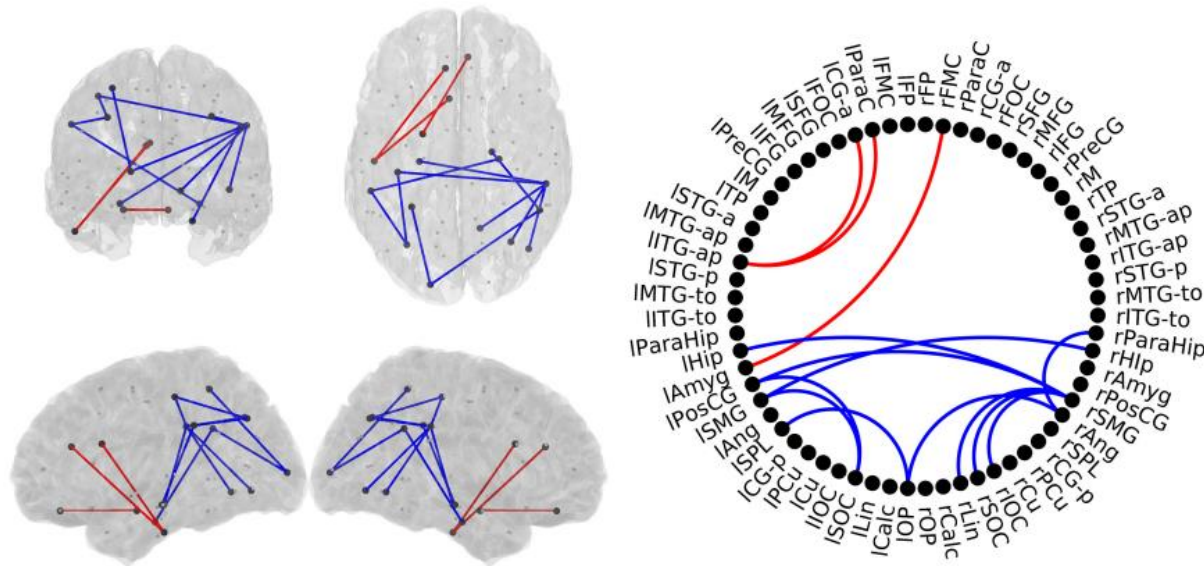 lFP
lFMC
lParaC
lCG-a
lFOC
lSFG
lMFG
lIFG
lPreCG
lM
lTP
lSTG-a
lMTG-ap
lITG-ap
lSTG-p
lMTG-to
lITG-to
lParaHip
lHip
lAmyg
lPosCG
lSMG
lAng
lSPL
lCG-p
lPCu
lCu
lIOC
lSOC
lLin
lCalc
lOP
rOP
rCalc
rLin
rSOC
rIOC
rCu
rPCu
rCG-p
rSPL
rAng
rSMG
rPosCG
rAmyg
rHIp
rParaHip
rITG-to
rMTG-to
rSTG-p
rITG-ap
rMTG-ap
rSTG-a
rTP
rM
rPreCG
rIFG
rMFG
rSFG
rFOC
rCG-a
rParaC
rFMC
rFP